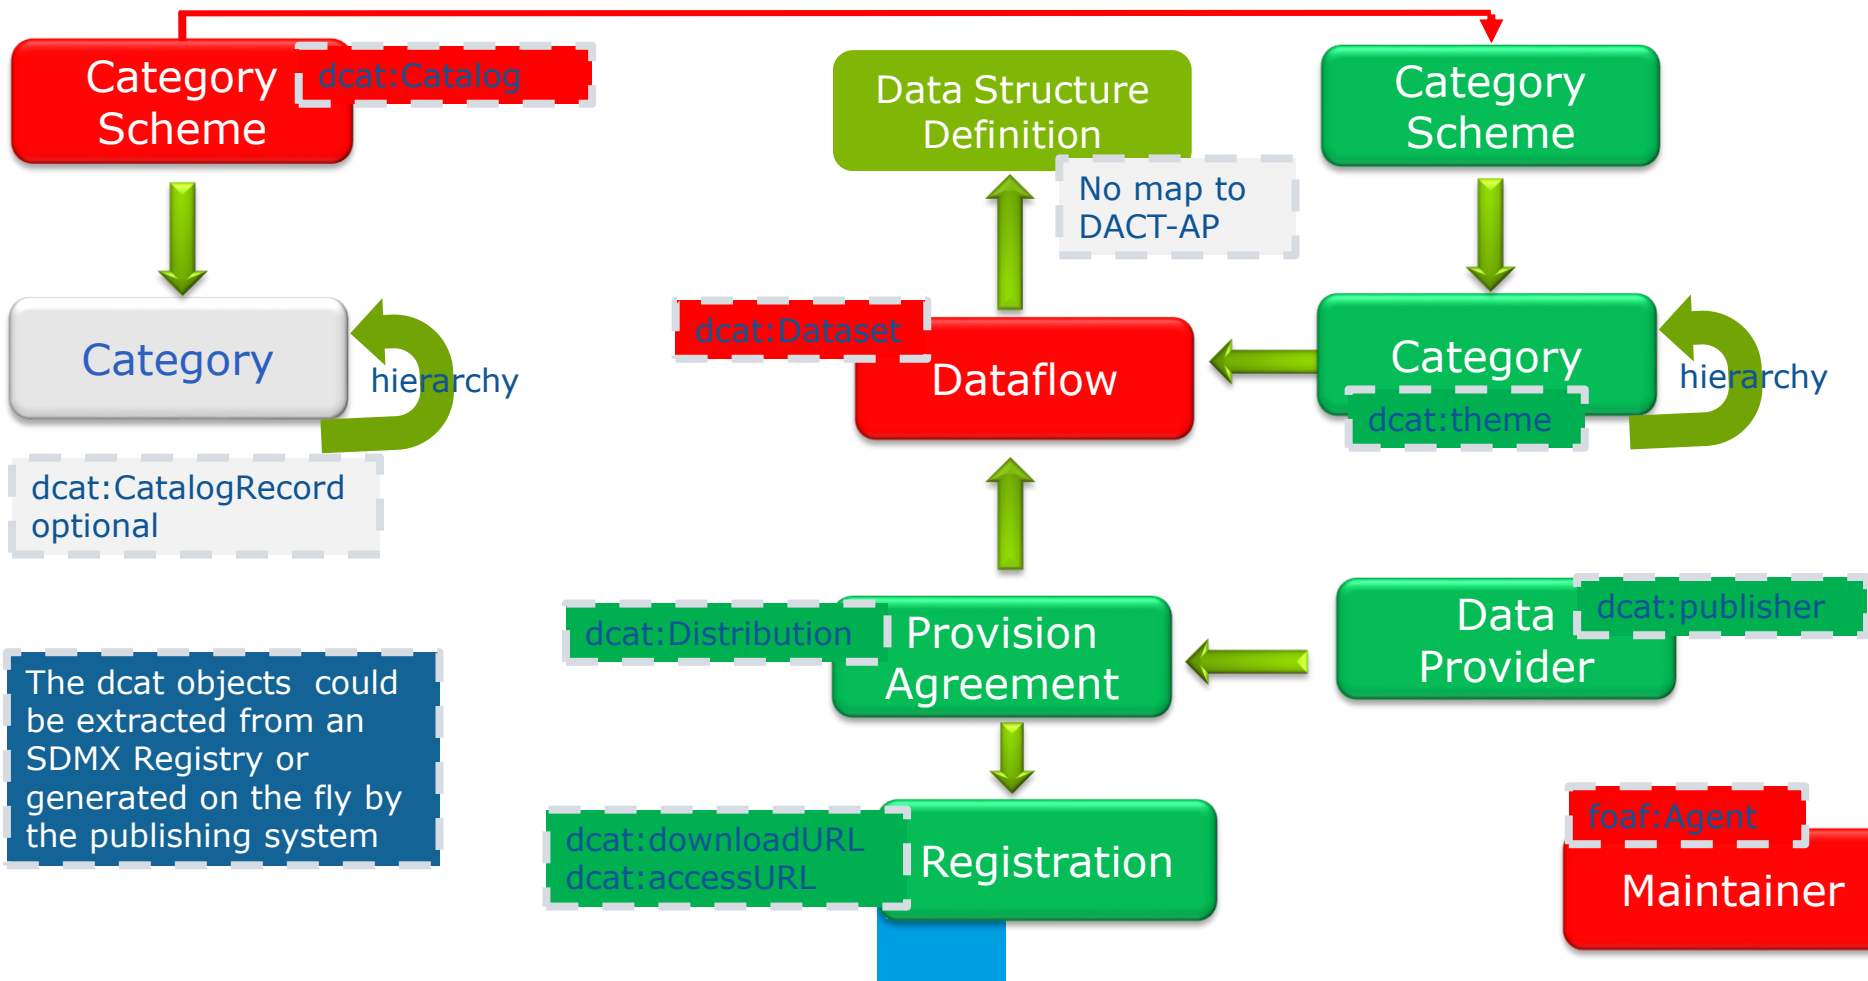 Category
Scheme
dcat:Catalog
Data Structure
Definition
Category
Scheme
No map to
DACT-AP
Category
hierarchy
dcat:Dataset
Dataflow
Category
dcat:theme
hierarchy
dcat:CatalogRecord
optional
dcat:Distribution
Provision
Agreement
Data
Provider
dcat:publisher
The dcat objects could
be extracted from an
SDMX Registry or
generated on the fly by
the publishing system
dcat:downloadURL
dcat:accessURL
Registration
foaf:Agent
Maintainer